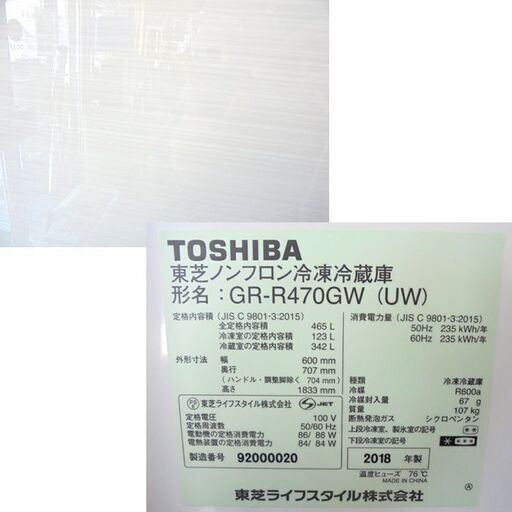 TOSHIBA
東芝ノンフロン冷凍冷蔵庫
形名：GR-R470GW（UW）
定格内容積（JIS C 9801-3:2015）
全定格内容積 465 L
冷凍室の定格内容積 123 L
冷蔵室の定格内容積 342 L
外形寸法 幅 600 mm
奥行 707 mm
（ハンドル・調整脚除く 704 mm）
高さ 1833 mm
消費電力量（JIS C 9801-3:2015）
50Hz 235 kWh/年
60Hz 235 kWh/年
種類 冷凍冷蔵庫
冷媒 R600a
冷媒封入量 67 g
質量 107 kg
断熱発泡ガス シクロペンタン
上段冷凍室、製氷室の記号
下段冷凍室の記号
東芝ライフスタイル株式会社 JET
定格電圧 100 V
定格周波数 50/60 Hz
電動機の定格消費電力 86/ 86 W
電熱装置の定格消費電力 84/ 84 W
製造番号 92000020
2018 年製
温度ヒューズ 76℃
MADE IN CHINA
東芝ライフスタイル株式会社
Ⓐ